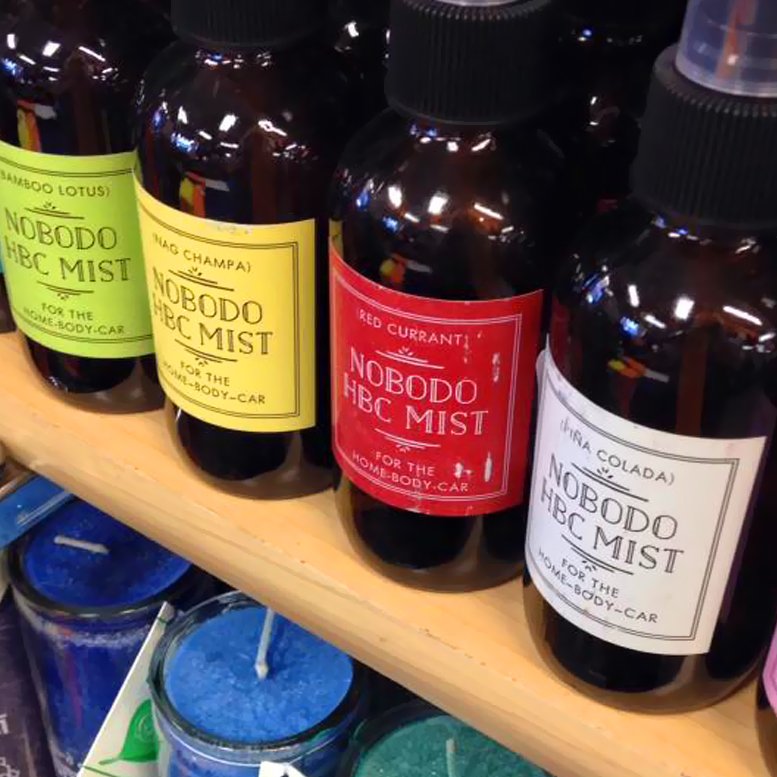 (BAMBOO LOTUS)
NOBODO
HBC MIST
FOR THE
HOME-BODY-CAR
(NAG CHAMPA)
NOBODO
HBC MIST
FOR THE
HOME-BODY-CAR
(RED CURRANT)
NOBODO
HBC MIST
FOR THE
HOME-BODY-CAR
(PIÑA COLADA)
NOBODO
HBC MIST
FOR THE
HOME-BODY-CAR